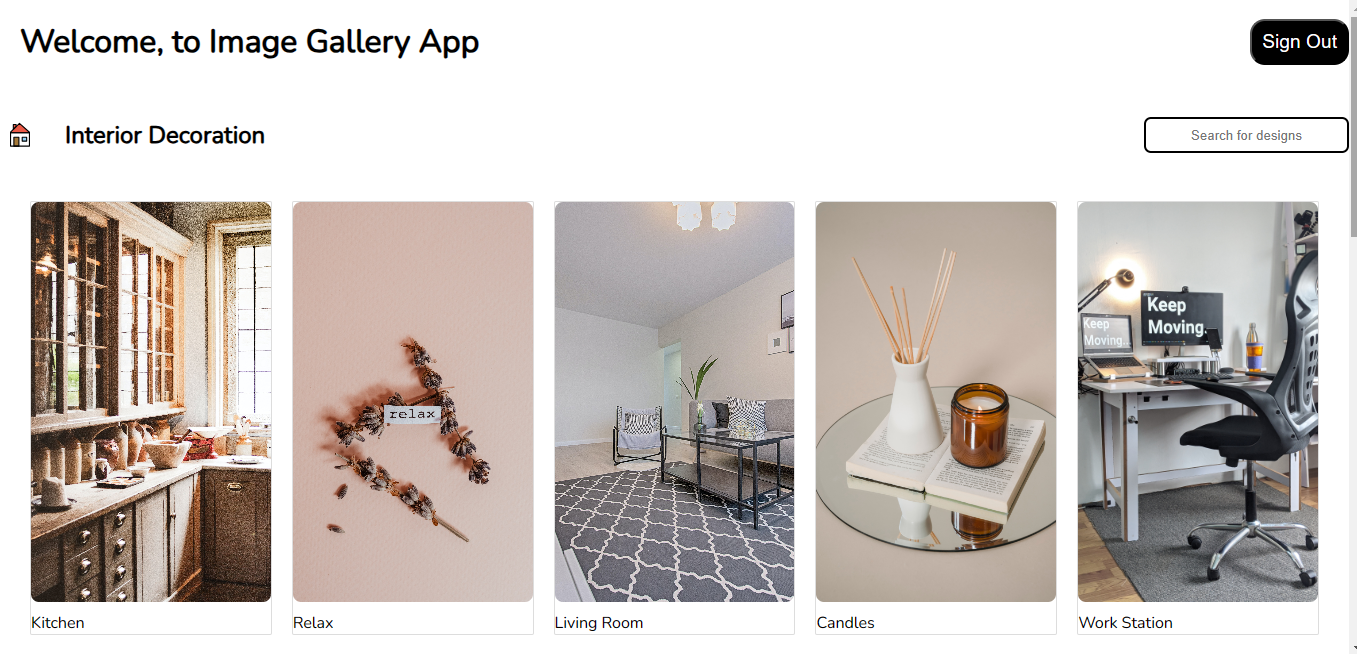 Welcome, to Image Gallery App
Sign Out
Interior Decoration
Search for designs
relax
Keep
Moving...
Keep
Moving.
Kitchen
Relax
Living Room
Candles
Work Station